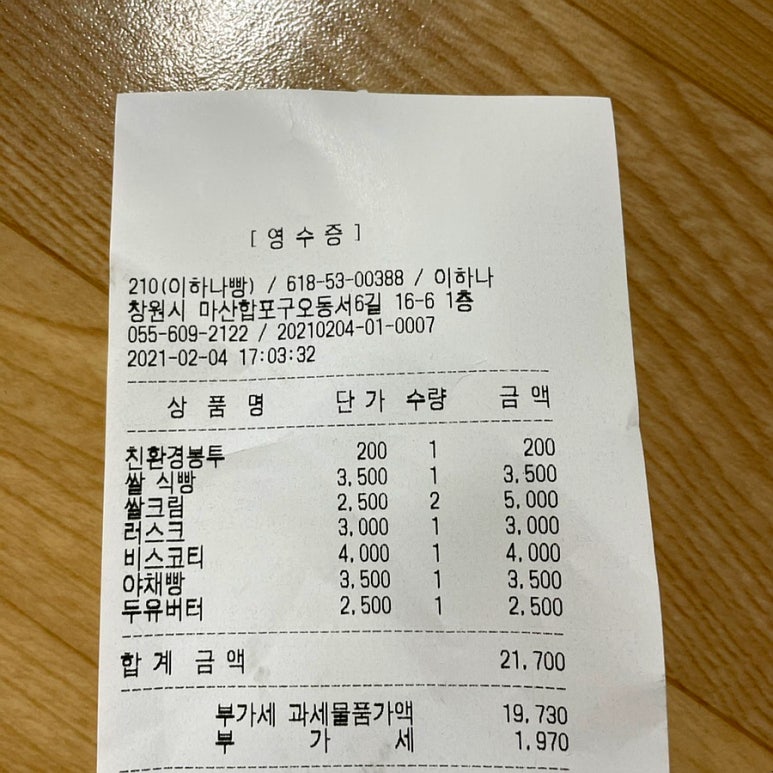 [ 영 수 증 ]
210(이하나빵) / 618-53-00388 / 이하나
창원시 마산합포구오동서6길 16-6 1층
055-609-2122 / 20210204-01-0007
2021-02-04 17:03:32
상 품 명 단 가 수량 금 액
친환경봉투 200 1 200
쌀 식빵 3,500 1 3,500
쌀크림 2,500 2 5,000
러스크 3,000 1 3,000
비스코티 4,000 1 4,000
야채빵 3,500 1 3,500
두유버터 2,500 1 2,500
합 계 금 액 21,700
부가세 과세물품가액 19,730
부 가 세 1,970